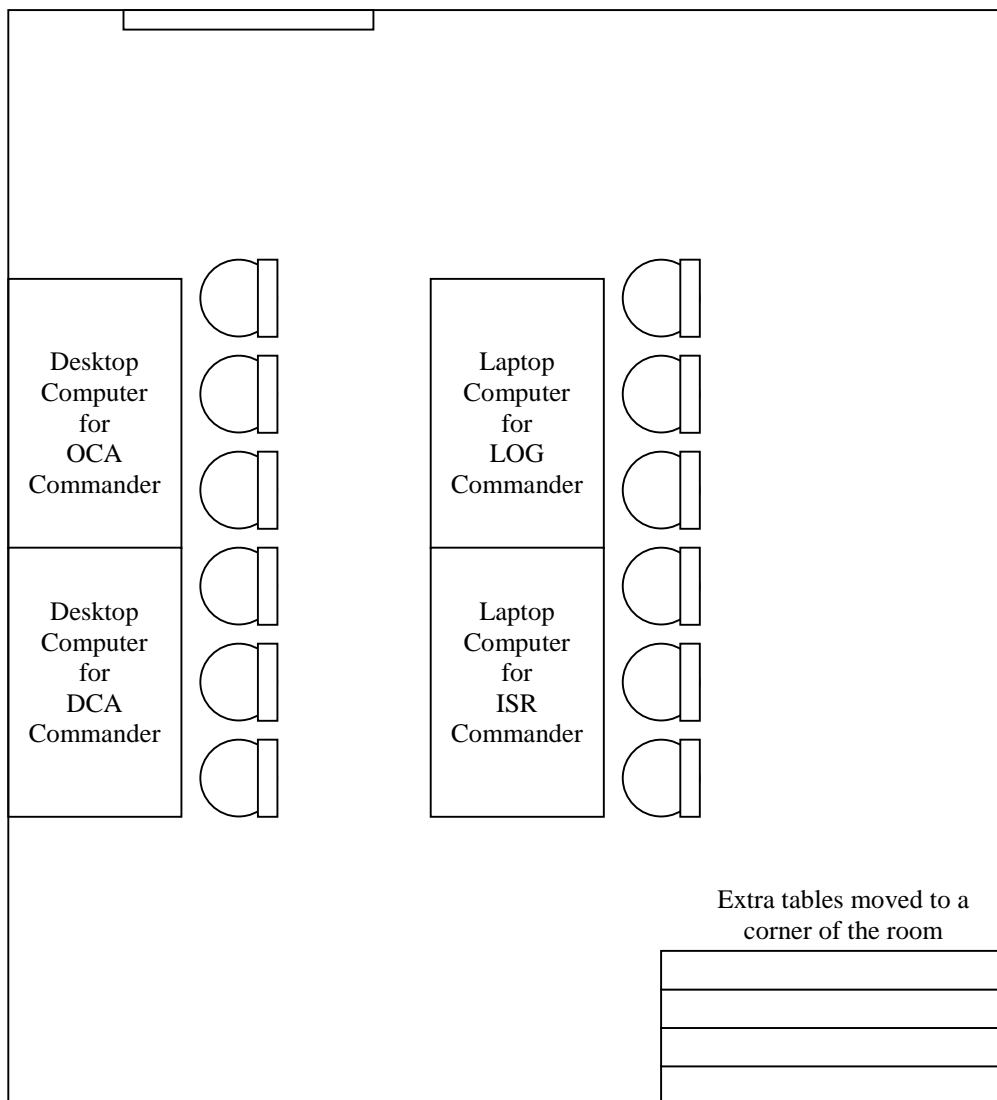 Desktop
Computer
for
OCA
Commander
Laptop
Computer
for
LOG
Commander
Desktop
Computer
for
DCA
Commander
Laptop
Computer
for
ISR
Commander
Extra tables moved to a
corner of the room